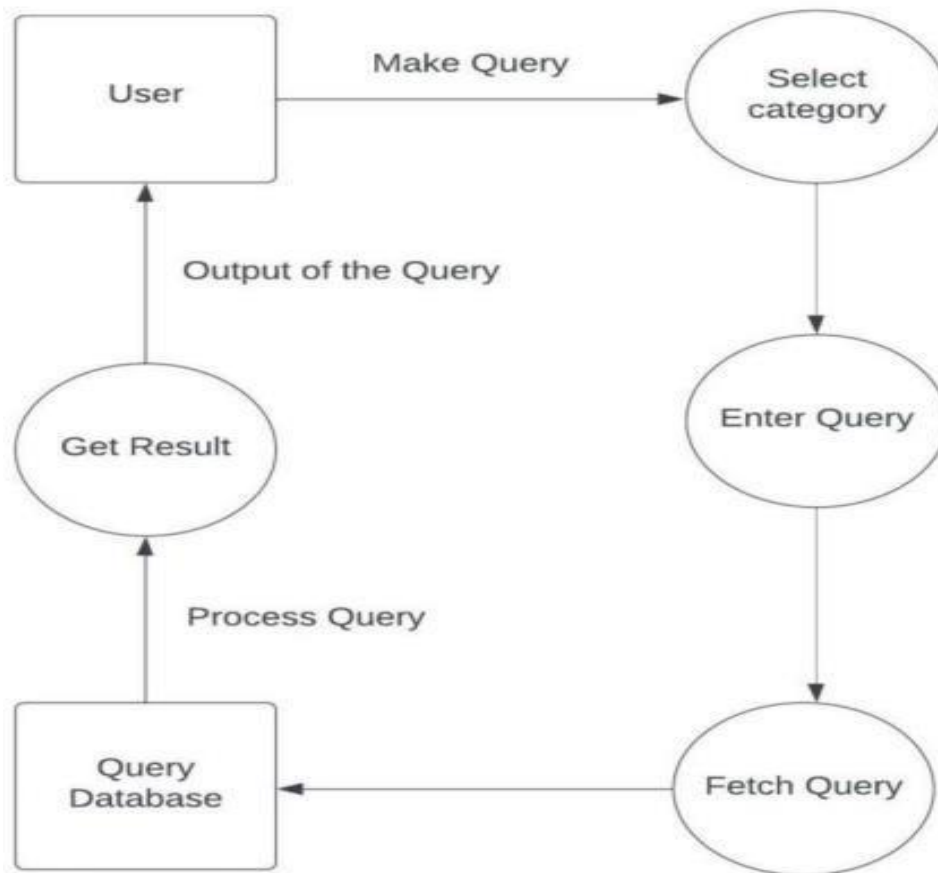 User
Make Query
Select
category
Output of the Query
Enter Query
Get Result
Process Query
Query
Database
Fetch Query